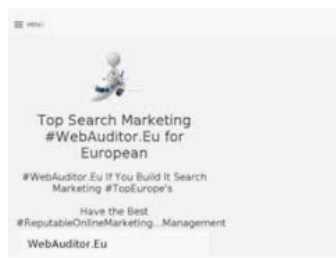 MENU
Top Search Marketing
#WebAuditor.Eu for
European
#WebAuditor.Eu If You Build It Search
Marketing #TopEurope's
Have the Best
#ReputableOnlineMarketing...Management
WebAuditor.Eu